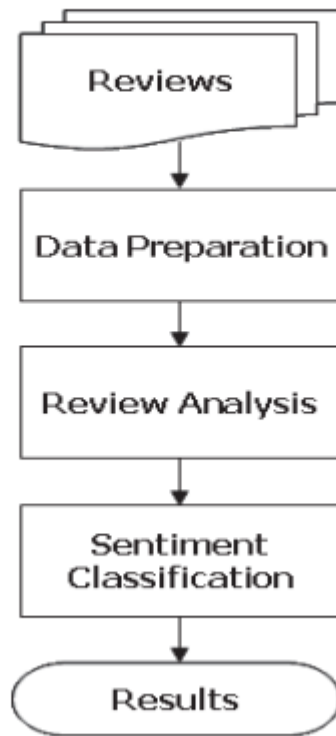 Reviews
Data Preparation
Review Analysis
Sentiment
Classification
Results